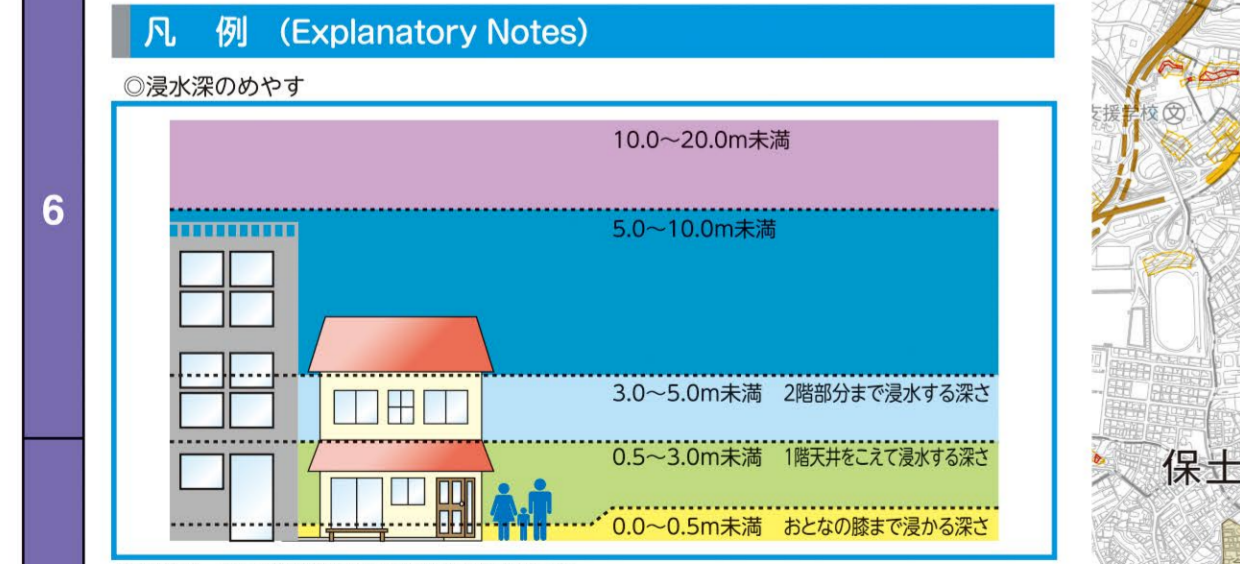 6
凡 例 (Explanatory Notes)
◎浸水深のめやす
10.0～20.0m未満
5.0～10.0m未満
3.0～5.0m未満 2階部分まで浸水する深さ
0.5～3.0m未満 1階天井をこえて浸水する深さ
0.0～0.5m未満 おとなの膝まで浸かる深さ
支援学校
保土